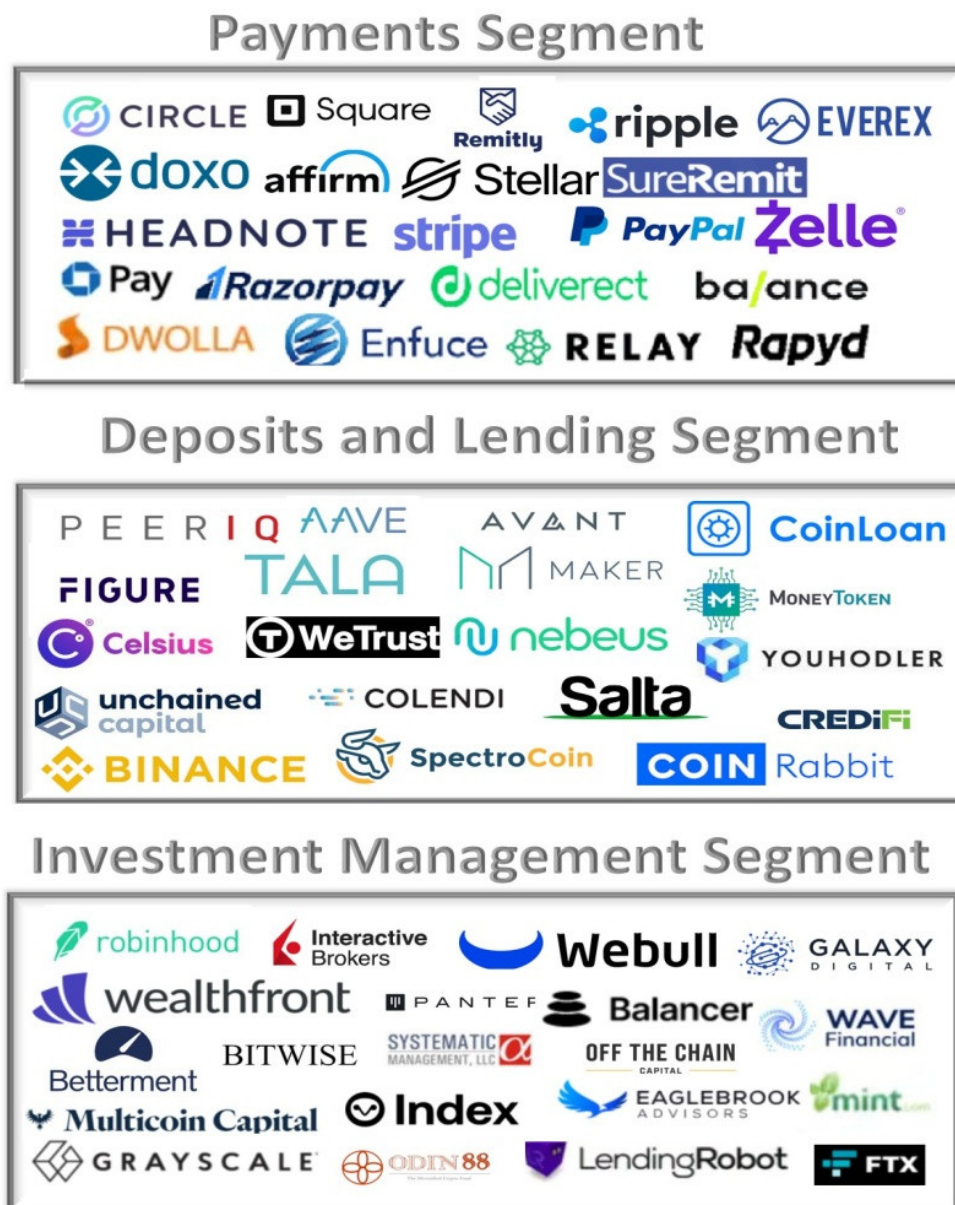 Payments Segment
CIRCLE Square Remitly ripple EVEREX
doxo affirm Stellar SureRemit
HEADNOTE stripe PayPal Zelle®
Pay Razorpay deliverect balance
DWOLLA Enfuce RELAY Rapyd
Deposits and Lending Segment
PEERIQ AAVE AVANT CoinLoan
FIGURE TALA MAKER MONEYTOKEN
Celsius WeTrust nebeus YOUHODLER
unchained capital COLENDI Salta CREDiFi
BINANCE SpectroCoin COIN Rabbit
Investment Management Segment
robinhood Interactive Brokers Webull GALAXY DIGITAL
wealthfront PANTER Balancer WAVE Financial
Betterment BITWISE SYSTEMATIC MANAGEMENT, LLC α OFF THE CHAIN CAPITAL
Multicoin Capital Index EAGLEBROOK ADVISORS mint.com
GRAYSCALE ODIN 88 LendingRobot FTX